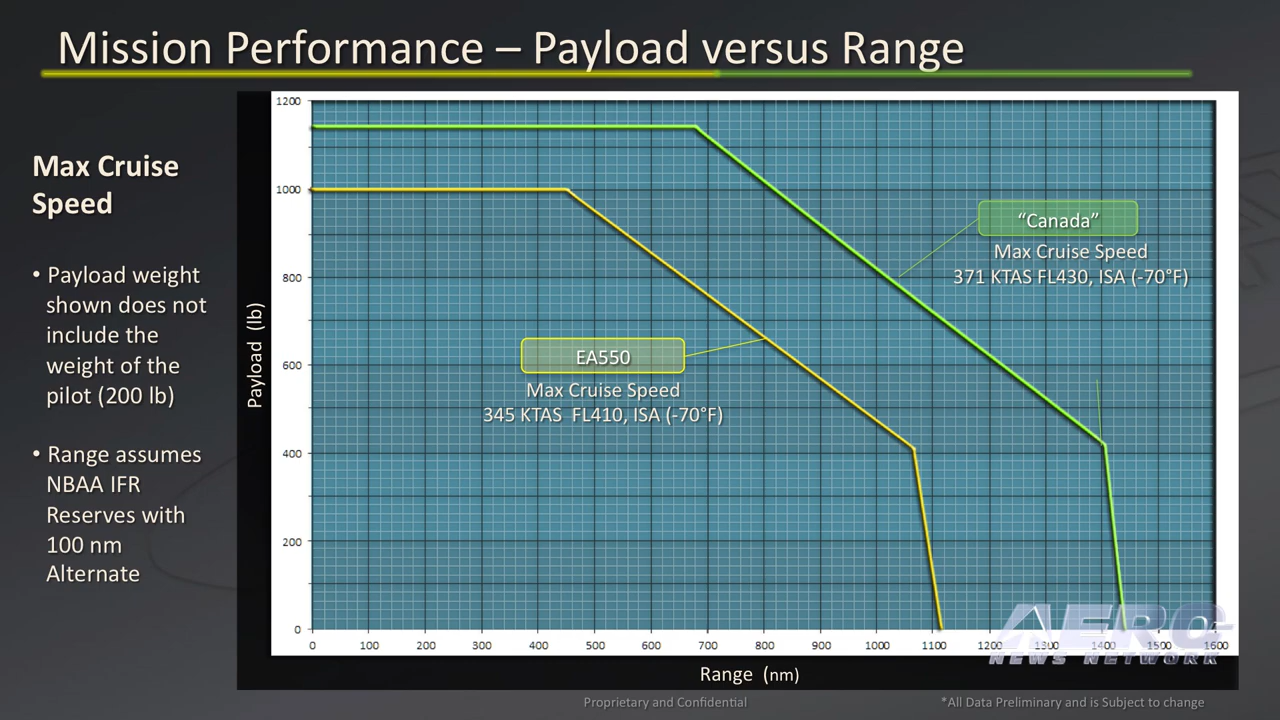 Mission Performance – Payload versus Range
Max Cruise
Speed
• Payload weight
shown does not
include the
weight of the
pilot (200 lb)
• Range assumes
NBAA IFR
Reserves with
100 nm
Alternate
Payload (lb)
1200
1000
800
600
400
200
0
“Canada”
Max Cruise Speed
371 KTAS FL430, ISA (-70°F)
EA550
Max Cruise Speed
345 KTAS FL410, ISA (-70°F)
0 100 200 300 400 500 600 700 800 900 1000 1100 1200 1300 1400 1500 1600
Range (nm)
AERO
NEWS NETWORK
Proprietary and Confidential
*All Data Preliminary and is Subject to change